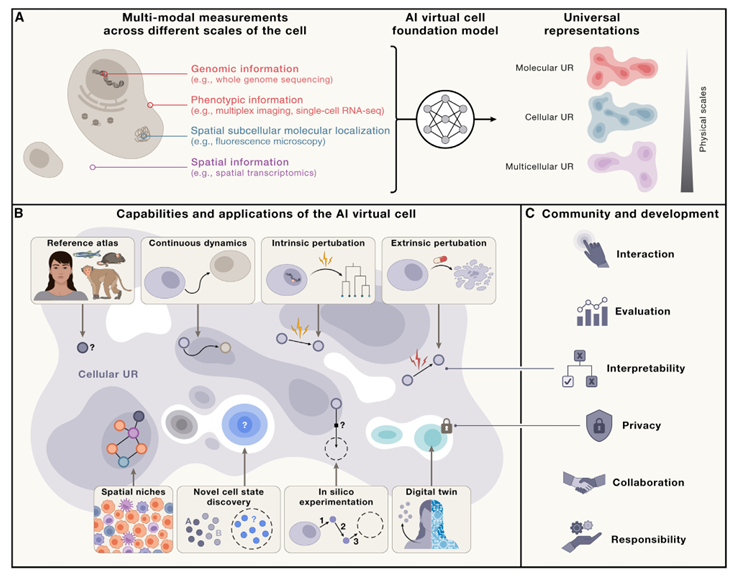 A
Multi-modal measurements
across different scales of the cell
AI virtual cell
foundation model
Universal
representations
Genomic information
(e.g., whole genome sequencing)
Phenotypic information
(e.g., multiplex imaging, single-cell RNA-seq)
Spatial subcellular molecular localization
(e.g., fluorescence microscopy)
Spatial information
(e.g., spatial transcriptomics)
Molecular UR
Cellular UR
Multicellular UR
Physical scales
B
Capabilities and applications of the AI virtual cell
Reference atlas
Continuous dynamics
Intrinsic pertubation
Extrinsic pertubation
?
Cellular UR
?
?
Spatial niches
Novel cell state
discovery
A
B
?
In silico
experimentation
1
2
3
Digital twin
C
Community and development
Interaction
Evaluation
X
Interpretability
✓
X
Privacy
Collaboration
Responsibility